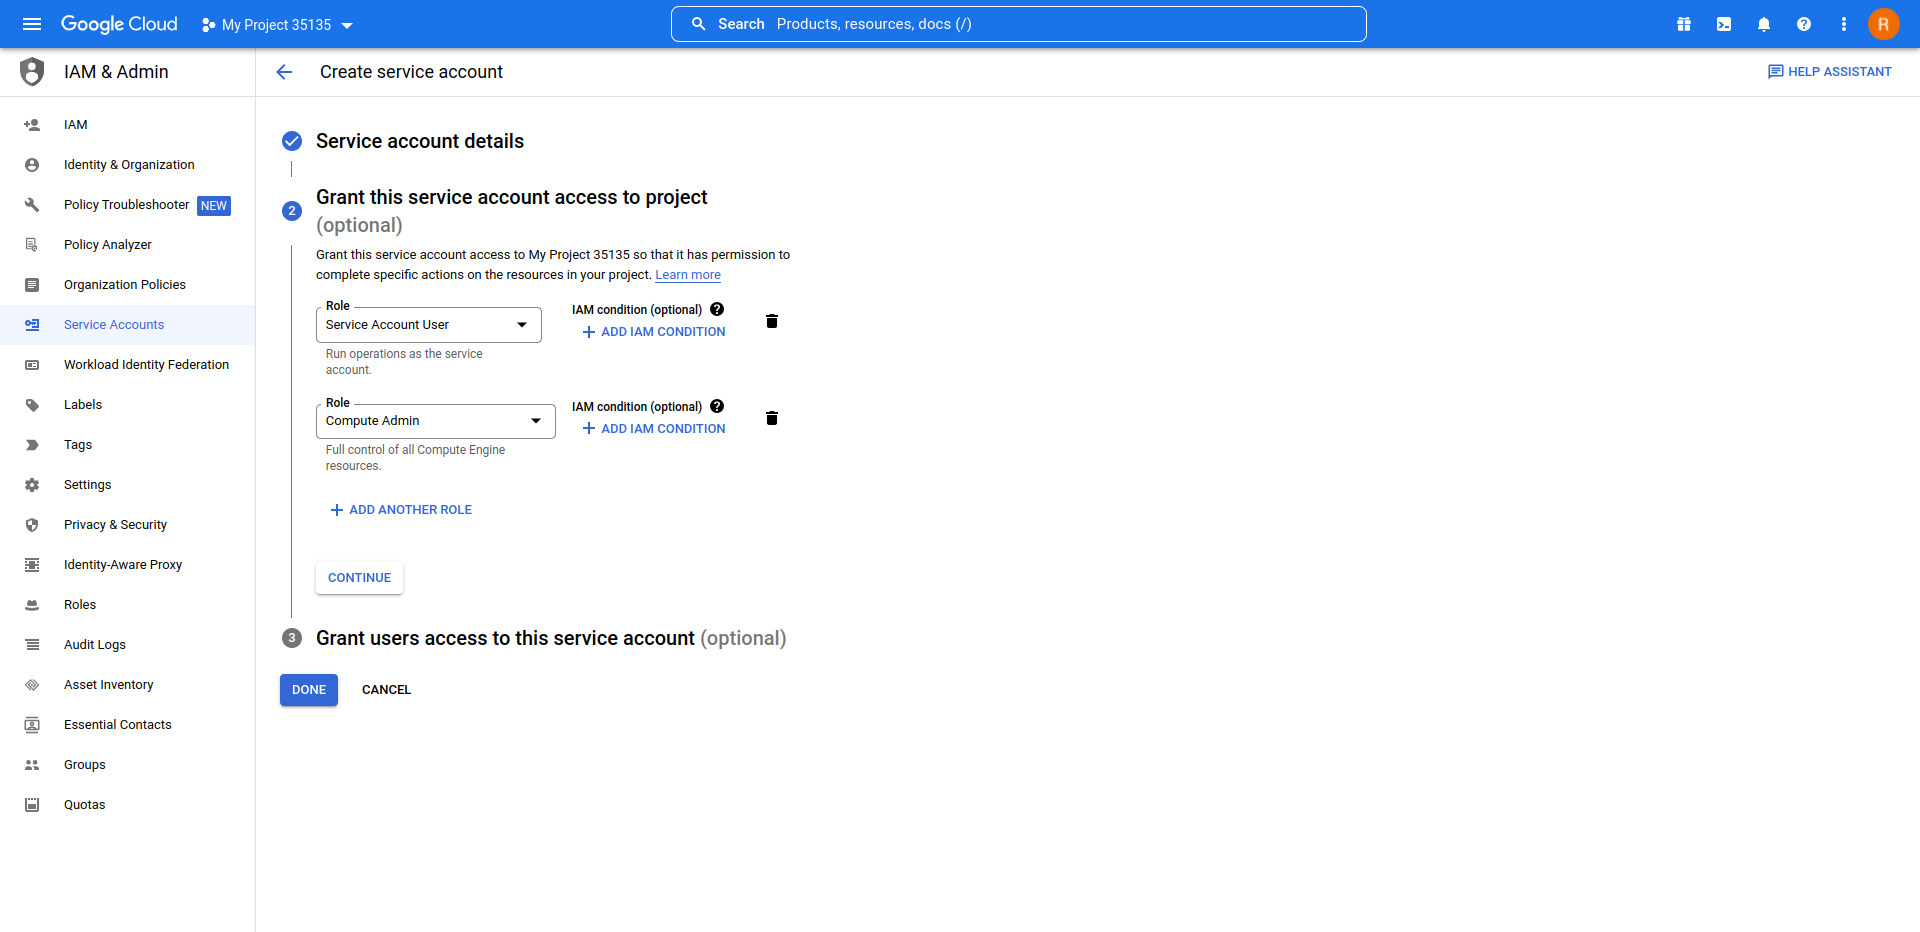 Google Cloud
My Project 35135
Search Products, resources, docs (/)
R
IAM & Admin
Create service account
HELP ASSISTANT
IAM
Identity & Organization
Policy Troubleshooter NEW
Policy Analyzer
Organization Policies
Service Accounts
Workload Identity Federation
Labels
Tags
Settings
Privacy & Security
Identity-Aware Proxy
Roles
Audit Logs
Asset Inventory
Essential Contacts
Groups
Quotas
Service account details
2
Grant this service account access to project
(optional)
Grant this service account access to My Project 35135 so that it has permission to
complete specific actions on the resources in your project. Learn more
Role
Service Account User
Run operations as the service
account.
IAM condition (optional) ?
+ ADD IAM CONDITION
Role
Compute Admin
Full control of all Compute Engine
resources.
IAM condition (optional) ?
+ ADD IAM CONDITION
+ ADD ANOTHER ROLE
CONTINUE
3 Grant users access to this service account (optional)
DONE CANCEL